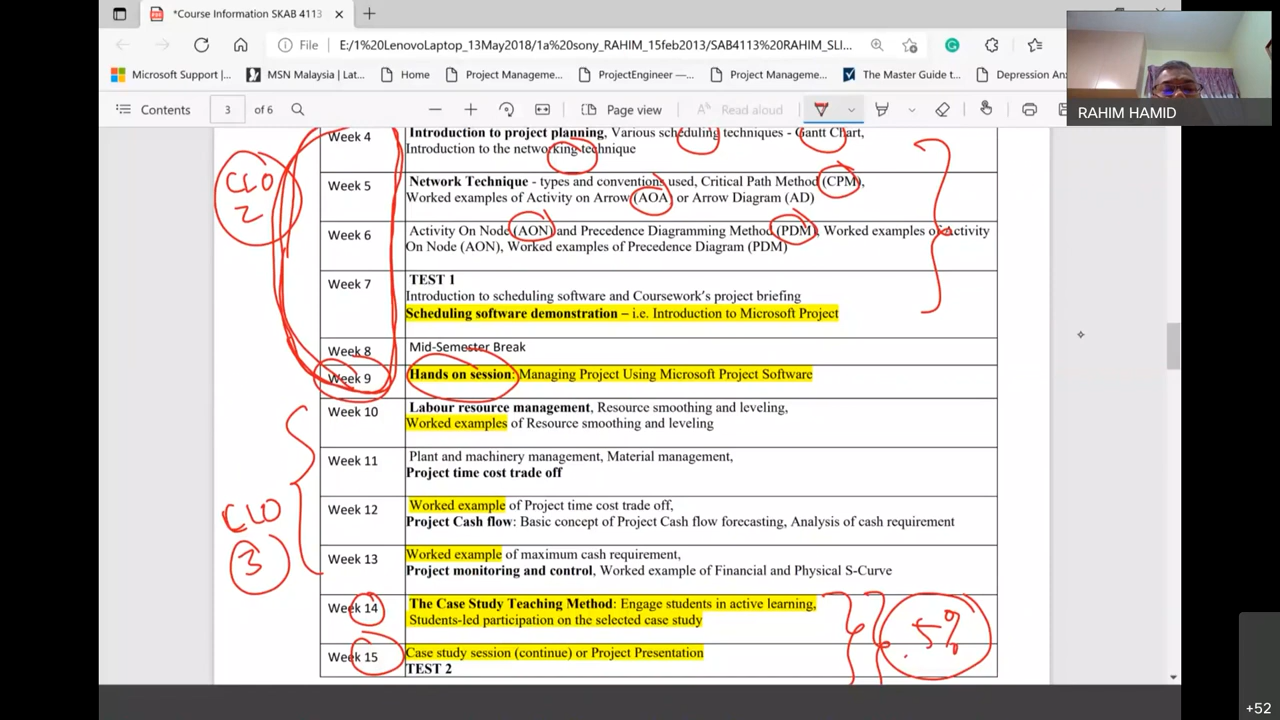 *Course Information SKAB 4113
File E:/1%20LenovoLaptop_13May2018/1a%20sony_RAHIM_15feb2013/SAB4113%20RAHIM_SLI...
Microsoft Support |... MSN Malaysia | Lat... Home Project Manageme... ProjectEngineer —... Project Manageme... The Master Guide t... Depression An
RAHIM HAMID
Contents 3 of 6 Page view Read aloud
Week 4 Introduction to project planning, Various scheduling techniques - Gantt Chart,
Introduction to the networking technique
CLO
2
Week 5 Network Technique - types and conventions used, Critical Path Method (CPM),
Worked examples of Activity on Arrow (AOA) or Arrow Diagram (AD)
Week 6 Activity On Node (AON) and Precedence Diagramming Method (PDM), Worked examples of Activity
On Node (AON), Worked examples of Precedence Diagram (PDM)
Week 7 TEST 1
Introduction to scheduling software and Coursework's project briefing
Scheduling software demonstration – i.e. Introduction to Microsoft Project
Week 8 Mid-Semester Break
Week 9 Hands on session: Managing Project Using Microsoft Project Software
Week 10 Labour resource management, Resource smoothing and leveling,
Worked examples of Resource smoothing and leveling
Week 11 Plant and machinery management, Material management,
Project time cost trade off
CLO
3
Week 12 Worked example of Project time cost trade off,
Project Cash flow: Basic concept of Project Cash flow forecasting, Analysis of cash requirement
Week 13 Worked example of maximum cash requirement,
Project monitoring and control, Worked example of Financial and Physical S-Curve
Week 14 The Case Study Teaching Method: Engage students in active learning,
Students-led participation on the selected case study
5%
Week 15 Case study session (continue) or Project Presentation
TEST 2
+52